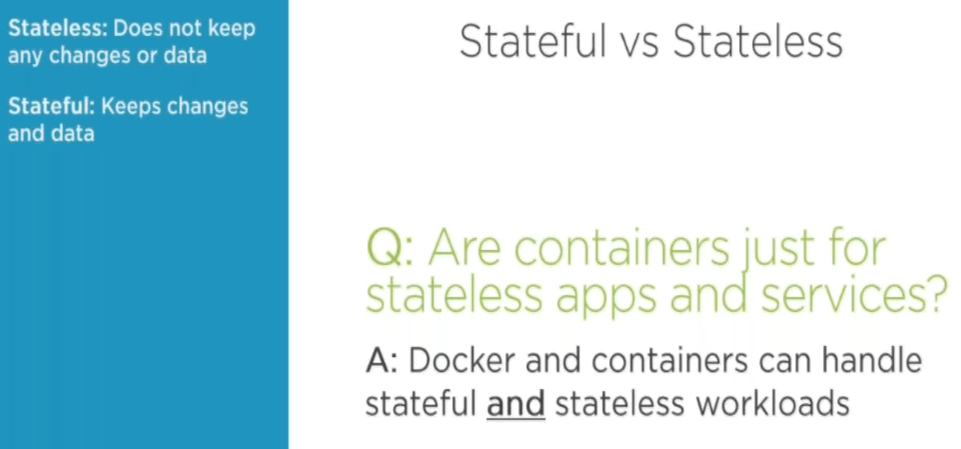 Stateless: Does not keep
any changes or data
Stateful: Keeps changes
and data
Stateful vs Stateless
Q: Are containers just for
stateless apps and services?
A: Docker and containers can handle
stateful and stateless workloads